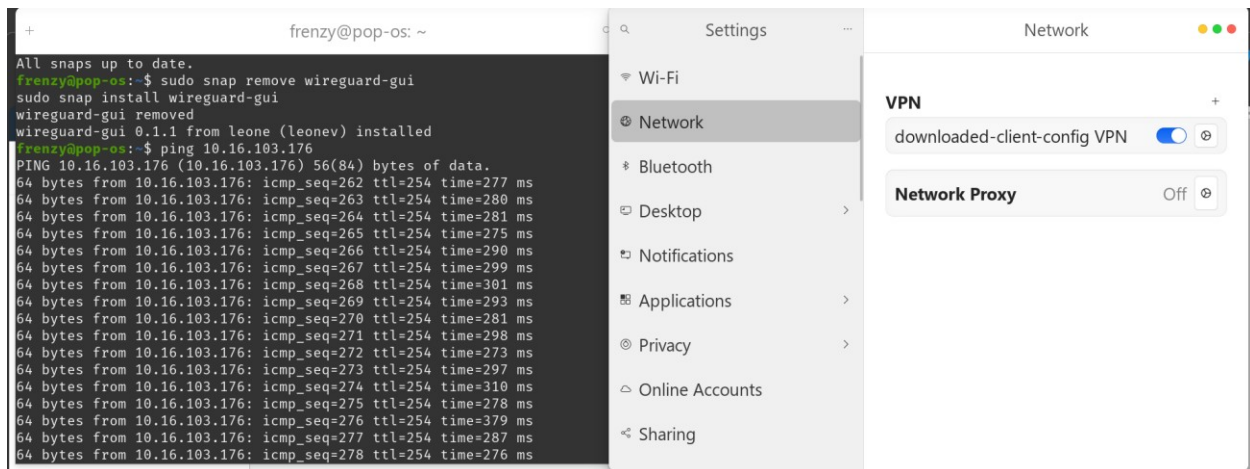 frenzy@pop-os: ~
All snaps up to date.
frenzy@pop-os:~$ sudo snap remove wireguard-gui
sudo snap install wireguard-gui
wireguard-gui removed
wireguard-gui 0.1.1 from leone (leonev) installed
frenzy@pop-os:~$ ping 10.16.103.176
PING 10.16.103.176 (10.16.103.176) 56(84) bytes of data.
64 bytes from 10.16.103.176: icmp_seq=262 ttl=254 time=277 ms
64 bytes from 10.16.103.176: icmp_seq=263 ttl=254 time=280 ms
64 bytes from 10.16.103.176: icmp_seq=264 ttl=254 time=281 ms
64 bytes from 10.16.103.176: icmp_seq=265 ttl=254 time=275 ms
64 bytes from 10.16.103.176: icmp_seq=266 ttl=254 time=290 ms
64 bytes from 10.16.103.176: icmp_seq=267 ttl=254 time=299 ms
64 bytes from 10.16.103.176: icmp_seq=268 ttl=254 time=301 ms
64 bytes from 10.16.103.176: icmp_seq=269 ttl=254 time=293 ms
64 bytes from 10.16.103.176: icmp_seq=270 ttl=254 time=281 ms
64 bytes from 10.16.103.176: icmp_seq=271 ttl=254 time=298 ms
64 bytes from 10.16.103.176: icmp_seq=272 ttl=254 time=273 ms
64 bytes from 10.16.103.176: icmp_seq=273 ttl=254 time=297 ms
64 bytes from 10.16.103.176: icmp_seq=274 ttl=254 time=310 ms
64 bytes from 10.16.103.176: icmp_seq=275 ttl=254 time=278 ms
64 bytes from 10.16.103.176: icmp_seq=276 ttl=254 time=379 ms
64 bytes from 10.16.103.176: icmp_seq=277 ttl=254 time=287 ms
64 bytes from 10.16.103.176: icmp_seq=278 ttl=254 time=276 ms
Settings
Wi-Fi
Network
Bluetooth
Desktop
Notifications
Applications
Privacy
Online Accounts
Sharing
Network
VPN
downloaded-client-config VPN
Network Proxy
Off